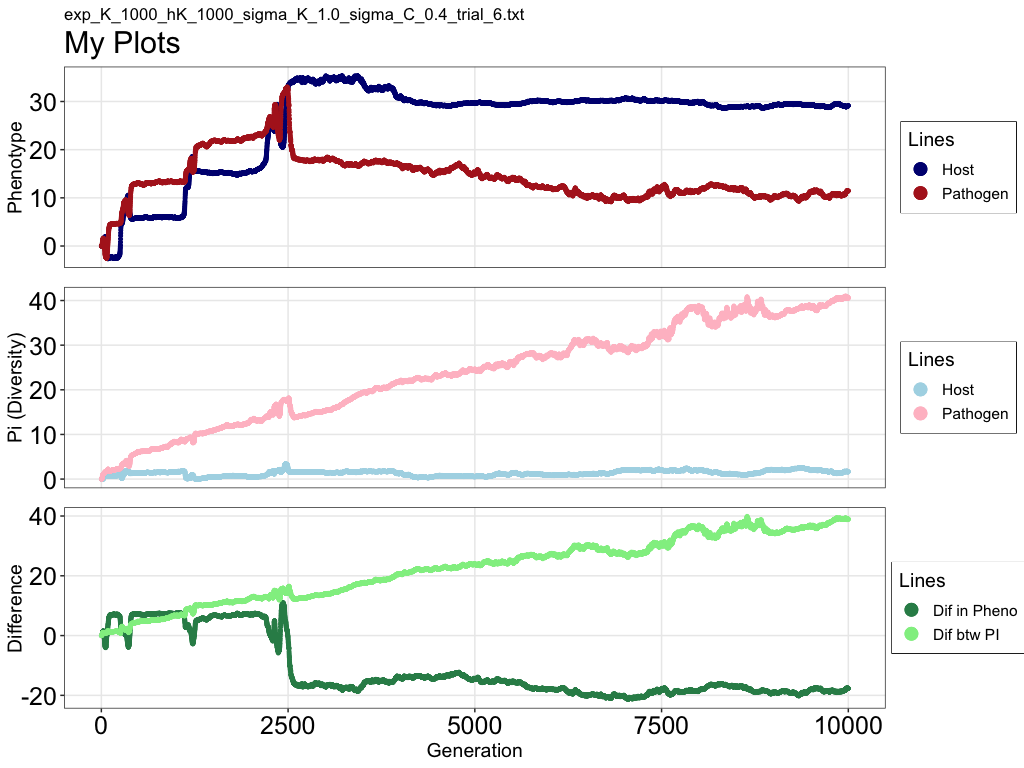 exp_K_1000_hK_1000_sigma_K_1.0_sigma_C_0.4_trial_6.txt
My Plots
Phenotype
30
20
10
0
Lines
Host
Pathogen
Pi (Diversity)
40
30
20
10
0
Lines
Host
Pathogen
Difference
40
20
0
-20
Lines
Dif in Pheno
Dif btw PI
0
2500
5000
7500
10000
Generation